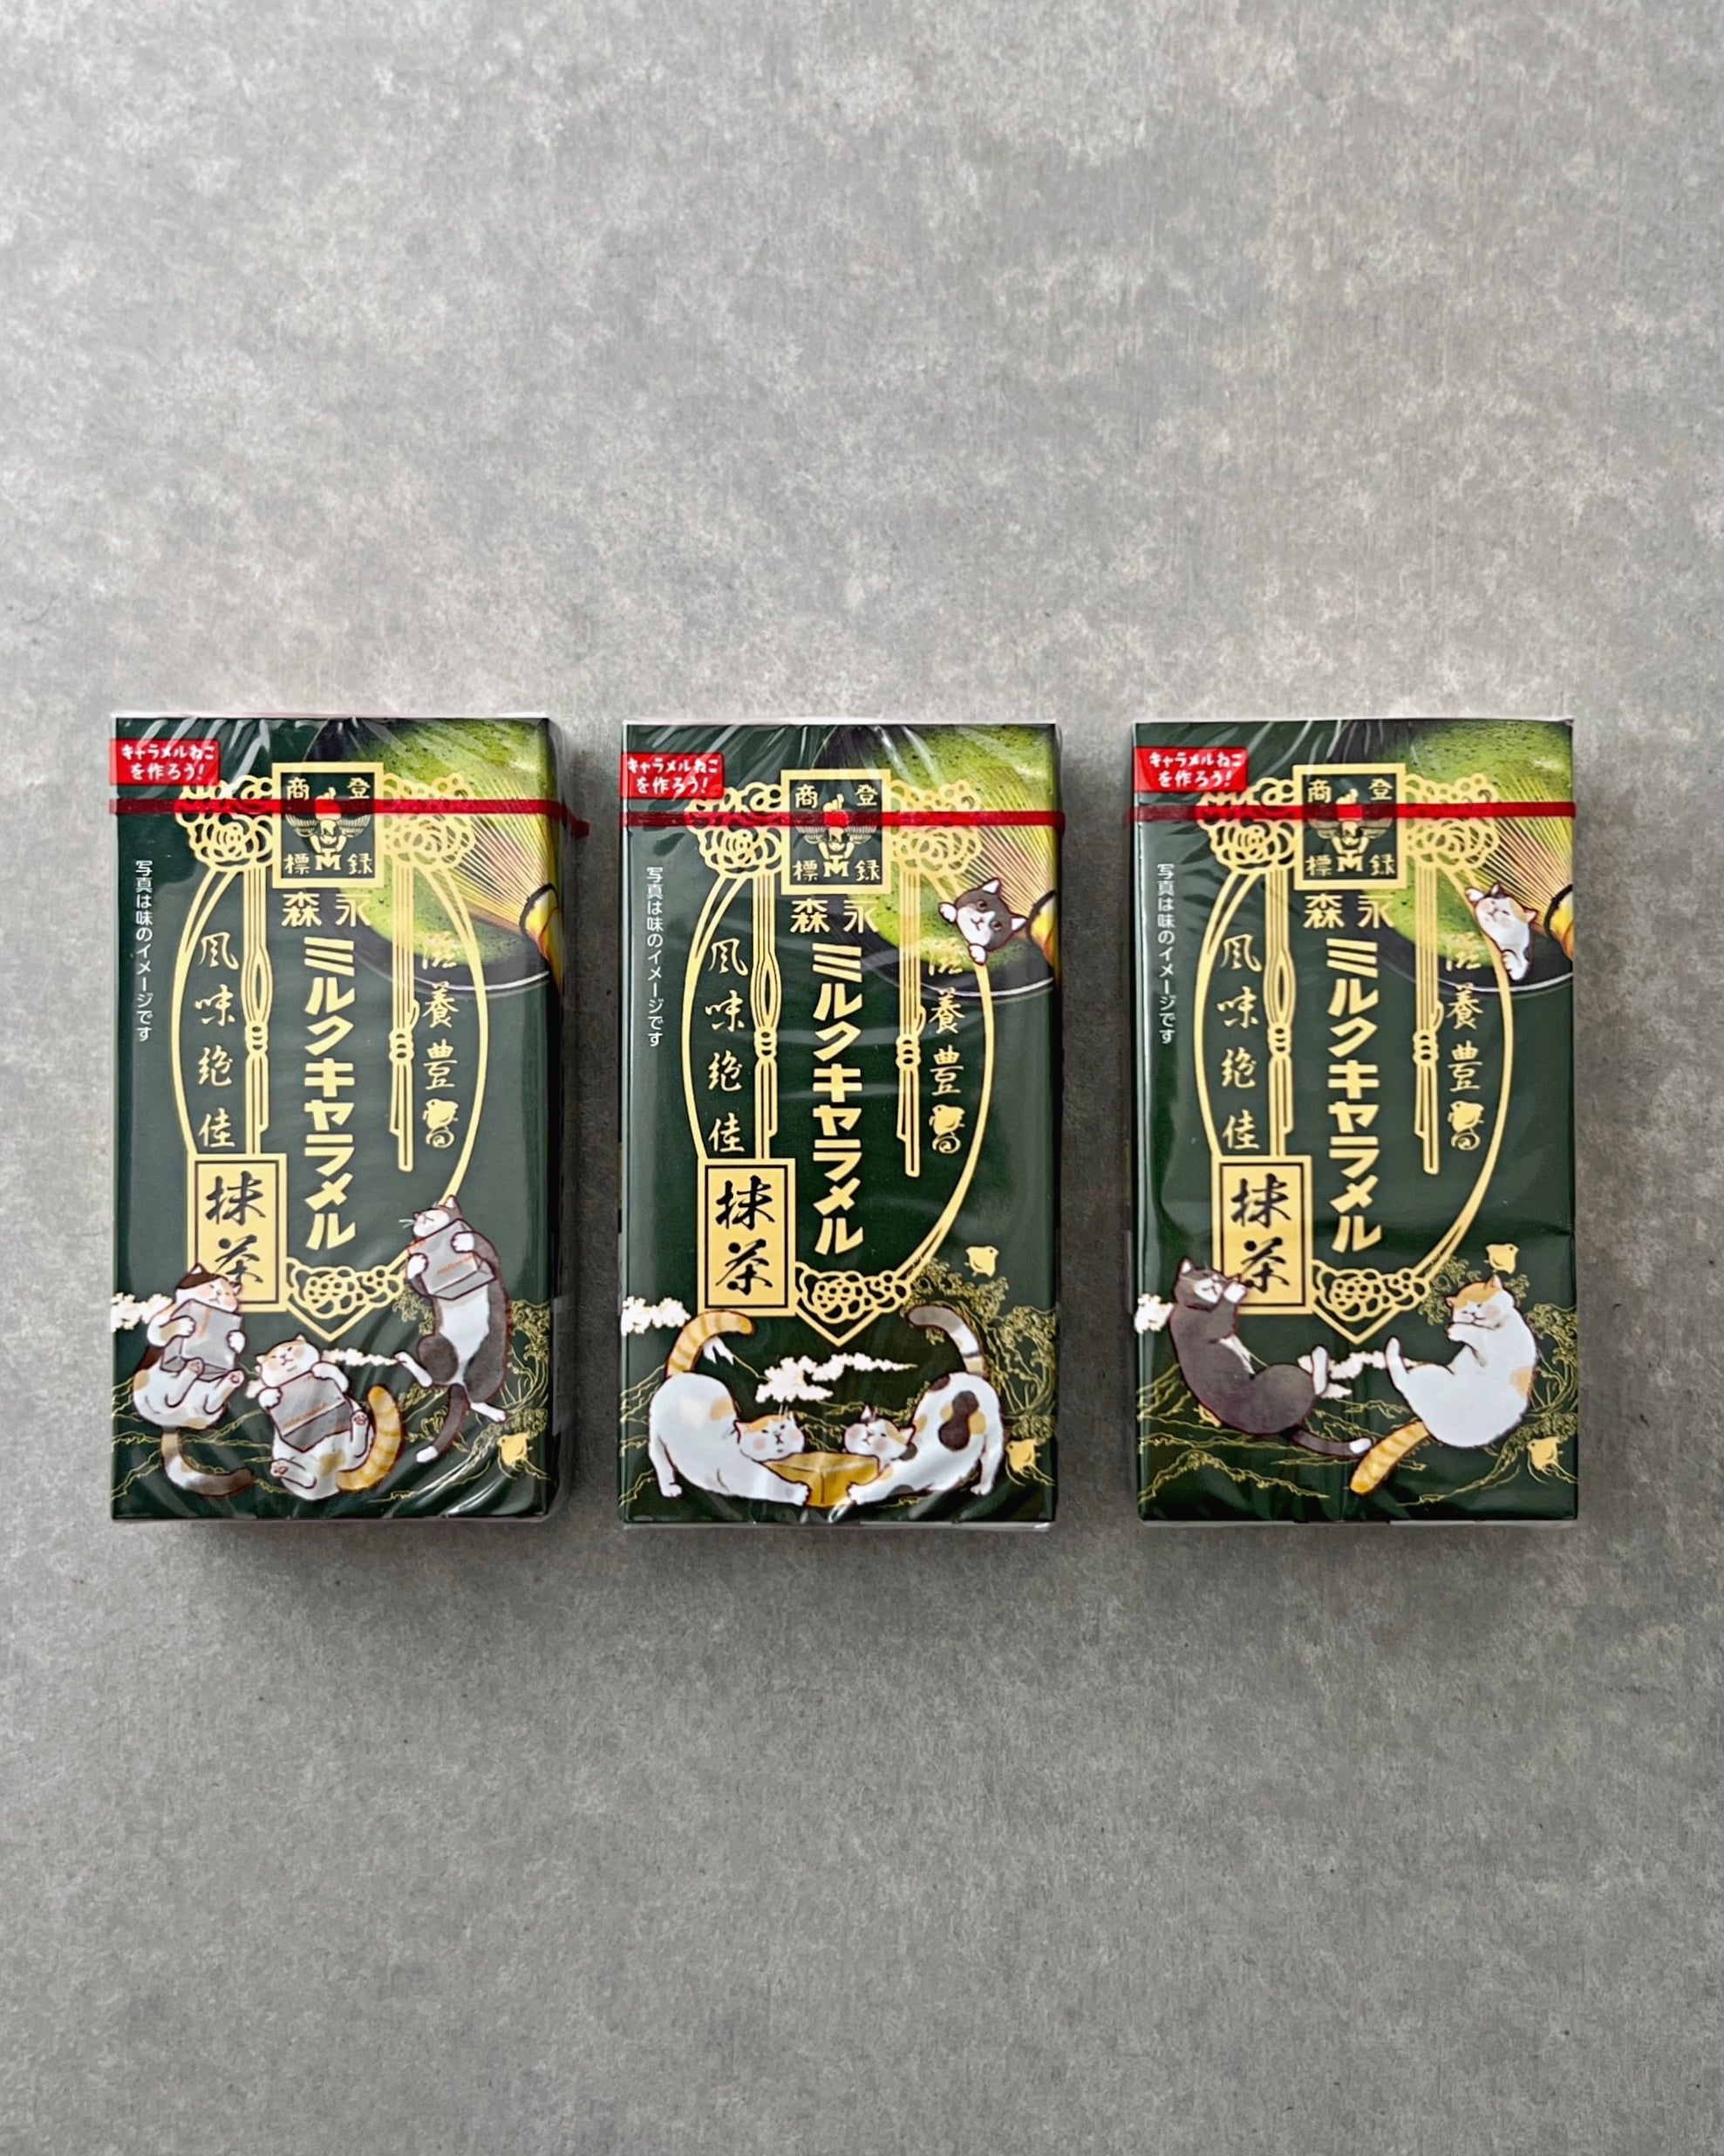 キャラメルねこ
を作ろう!
登録
商標
森永
ミルクキャラメル
滋養豊
風味絶佳
抹茶
写真は味のイメージです
キャラメルねこ
を作ろう!
登録
商標
森永
ミルクキャラメル
滋養豊
風味絶佳
抹茶
写真は味のイメージです
キャラメルねこ
を作ろう!
登録
商標
森永
ミルクキャラメル
滋養豊
風味絶佳
抹茶
写真は味のイメージです